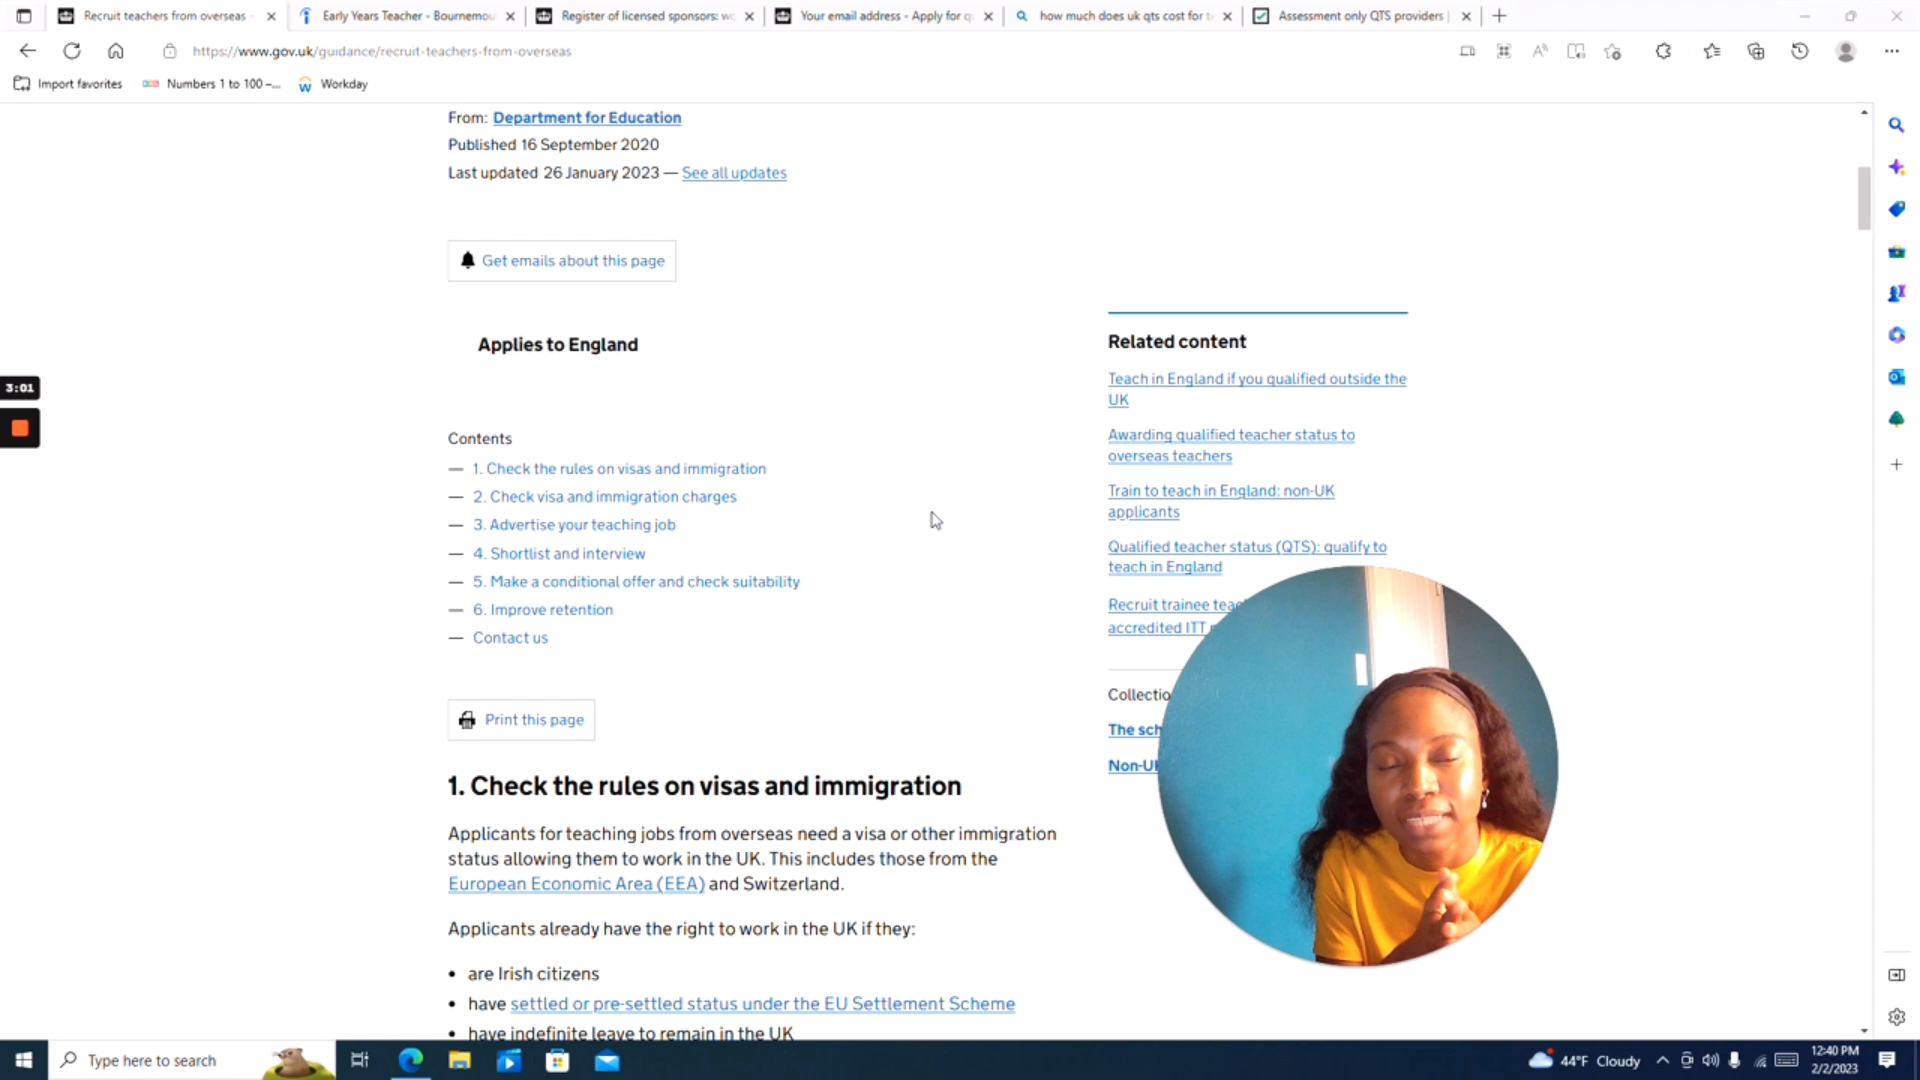 Recruit teachers from overseas
Early Years Teacher - Bournemou
Register of licensed sponsors: wo
Your email address - Apply for q
how much does uk qts cost for t
Assessment only QTS providers |
https://www.gov.uk/guidance/recruit-teachers-from-overseas
Import favorites
Numbers 1 to 100 –...
Workday
From: Department for Education
Published 16 September 2020
Last updated 26 January 2023 — See all updates
Get emails about this page
Applies to England
Contents
— 1. Check the rules on visas and immigration
— 2. Check visa and immigration charges
— 3. Advertise your teaching job
— 4. Shortlist and interview
— 5. Make a conditional offer and check suitability
— 6. Improve retention
— Contact us
Print this page
1. Check the rules on visas and immigration
Applicants for teaching jobs from overseas need a visa or other immigration
status allowing them to work in the UK. This includes those from the
European Economic Area (EEA) and Switzerland.
Applicants already have the right to work in the UK if they:
• are Irish citizens
• have settled or pre-settled status under the EU Settlement Scheme
• have indefinite leave to remain in the UK
Related content
Teach in England if you qualified outside the
UK
Awarding qualified teacher status to
overseas teachers
Train to teach in England: non-UK
applicants
Qualified teacher status (QTS): qualify to
teach in England
Recruit trainee teac
accredited ITT
Collectio
The sch
Non-UK
3:01
Type here to search
44°F Cloudy
12:40 PM
2/2/2023